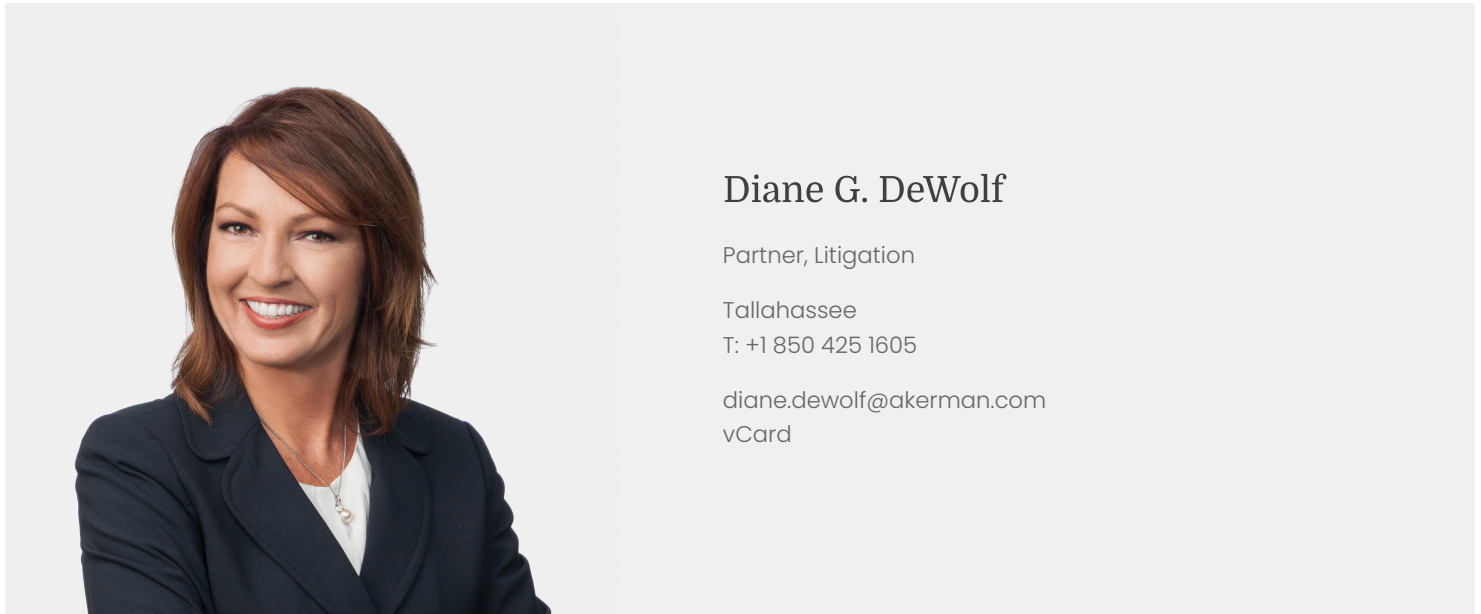 Diane G. DeWolf
Partner, Litigation
Tallahassee
T: +1 850 425 1605
diane.dewolf@akerman.com
vCard